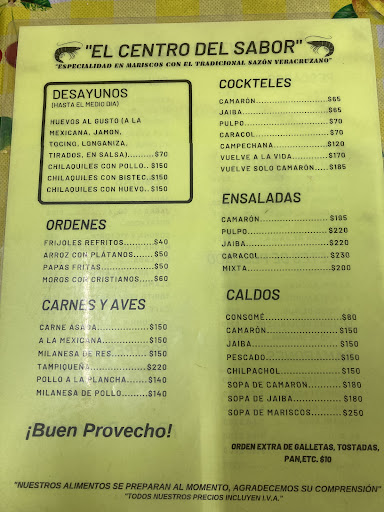 "EL CENTRO DEL SABOR"
"ESPECIALIDAD EN MARISCOS CON EL TRADICIONAL SAZÓN VERACRUZANO"
DESAYUNOS
(HASTA EL MEDIO DIA)
HUEVOS AL GUSTO (A LA
MEXICANA, JAMON,
TOCINO, LONGANIZA,
TIRADOS, EN SALSA)..........$70
CHILAQUILES CON POLLO..$150
CHILAQUILES CON BISTEC.$150
CHILAQUILES CON HUEVO..$150
ORDENES
FRIJOLES REFRITOS..........$40
ARROZ CON PLÁTANOS......$50
PAPAS FRITAS..................$50
MOROS CON CRISTIANOS....$60
CARNES Y AVES
CARNE ASADA..............$150
A LA MEXICANA............$150
MILANESA DE RES..........$150
TAMPIQUEÑA................$220
POLLO A LA PLANCHA......$140
MILANESA DE POLLO........$140
¡Buen Provecho!
COCKTELES
CAMARÓN......................$65
JAIBA............................$65
PULPO...........................$70
CARACOL.......................$70
CAMPECHANA................$120
VUELVE A LA VIDA...........$170
VUELVE SOLO CAMARÓN....$185
ENSALADAS
CAMARÓN.....................$195
PULPO..........................$220
JAIBA...........................$220
CARACOL......................$230
MIXTA..........................$200
CALDOS
CONSOMÉ.....................$80
CAMARÓN....................$150
JAIBA..........................$150
PESCADO.....................$150
CHILPACHOL.................$150
SOPA DE CAMARON........$180
SOPA DE JAIBA..............$180
SOPA DE MARISCOS........$250
ORDEN EXTRA DE GALLETAS, TOSTADAS,
PAN,ETC. $10
"NUESTROS ALIMENTOS SE PREPARAN AL MOMENTO, AGRADECEMOS SU COMPRENSIÓN"
"TODOS NUESTROS PRECIOS INCLUYEN I.V.A."